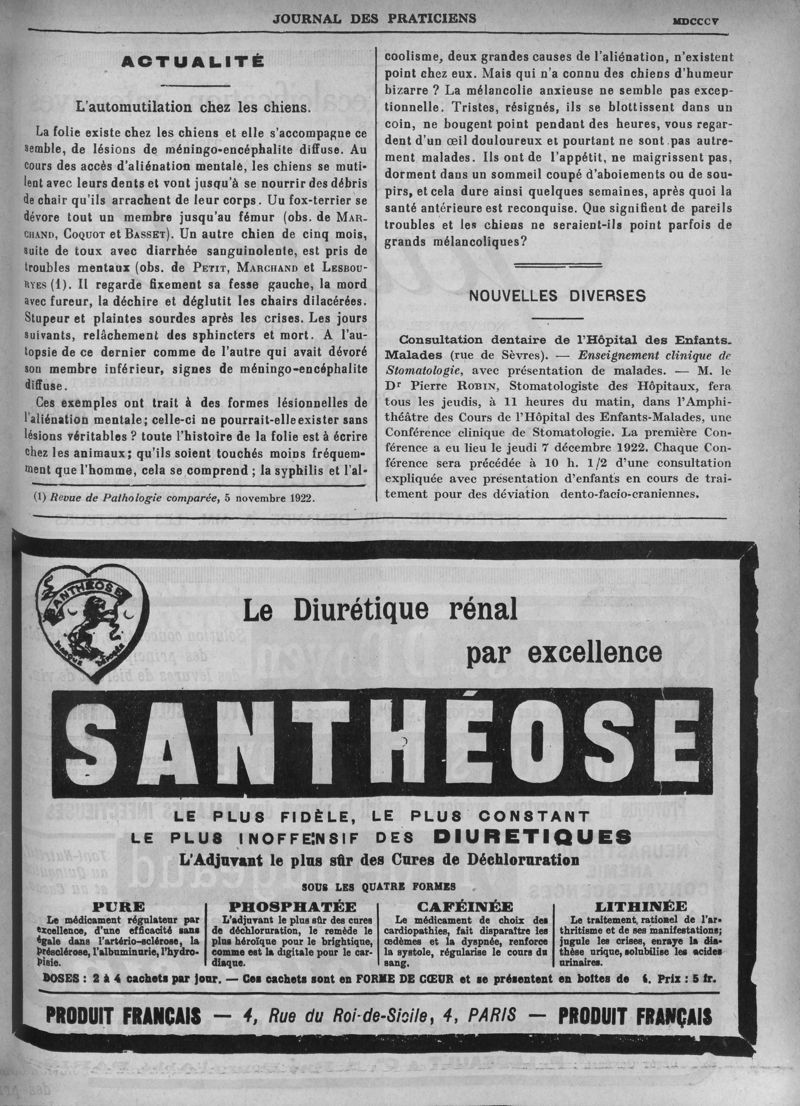 JOURNAL DES PRATICIENS
MDCCCV
ACTUALITÉ
L'automutilation chez les chiens.
La folie existe chez les chiens et elle s'accompagne ce
semble, de lésions de méningo-encéphalite diffuse. Au
cours des accès d'aliénation mentale, les chiens se muti-
lent avec leurs dents et vont jusqu'à se nourrir des débris
de chair qu'ils arrachent de leur corps. Un fox-terrier se
dévore tout un membre jusqu'au fémur (obs. de MAR-
CHAND, COQUOT et BASSET). Un autre chien de cinq mois,
suite de toux avec diarrhée sanguinolente, est pris de
troubles mentaux (obs. de PETIT, MARCHAND et LESBOU-
RYES (1). Il regarde fixement sa fesse gauche, la mord
avec fureur, la déchire et déglutit les chairs dilacérées.
Stupeur et plaintes sourdes après les crises. Les jours
suivants, relâchement des sphincters et mort. A l'au-
topsie de ce dernier comme de l'autre qui avait dévoré
son membre inférieur, signes de méningo-encéphalite
diffuse.
Ces exemples ont trait à des formes lésionnelles de
l'aliénation mentale; celle-ci ne pourrait-elle exister sans
lésions véritables ? toute l'histoire de la folie est à écrire
chez les animaux; qu'ils soient touchés moins fréquem-
ment que l'homme, cela se comprend ; la syphilis et l'al-
(1) Revue de Pathologie comparée, 5 novembre 1922.
coolisme, deux grandes causes de l'aliénation, n'existent
point chez eux. Mais qui n'a connu des chiens d'humeur
bizarre ? La mélancolie anxieuse ne semble pas excep-
tionnelle. Tristes, résignés, ils se blottissent dans un
coin, ne bougent point pendant des heures, vous regar-
dent d'un œil douloureux et pourtant ne sont pas autre-
ment malades. Ils ont de l'appétit, ne maigrissent pas,
dorment dans un sommeil coupé d'aboiements ou de sou-
pirs, et cela dure ainsi quelques semaines, après quoi la
santé antérieure est reconquise. Que signifient de pareils
troubles et les chiens ne seraient-ils point parfois de
grands mélancoliques?
NOUVELLES DIVERSES
Consultation dentaire de l'Hôpital des Enfants-
Malades (rue de Sèvres). — Enseignement clinique de
Stomatologie, avec présentation de malades. — M. le
Dr Pierre ROBIN, Stomatologiste des Hôpitaux, fera
tous les jeudis, à 11 heures du matin, dans l'Amphi-
théâtre des Cours de l'Hôpital des Enfants-Malades, une
Conférence clinique de Stomatologie. La première Con-
férence a eu lieu le jeudi 7 décembre 1922. Chaque Con-
férence sera précédée à 10 h. 1/2 d'une consultation
expliquée avec présentation d'enfants en cours de trai-
tement pour des déviation dento-facio-craniennes.
SANTHÉOSE
MARQUE DÉPOSÉE
Le Diurétique rénal
par excellence
SANTHÉOSE
LE PLUS FIDÈLE, LE PLUS CONSTANT
LE PLUS INOFFENSIF DES DIURETIQUES
L'Adjuvant le plus sûr des Cures de Déchloruration
SOUS LES QUATRE FORMES
PURE
Le médicament régulateur par
excellence, d'une efficacité sans
égale dans l'artério-sclérose, la
présclérose, l'albuminurie, l'hydro-
pisie.
PHOSPHATÉE
L'adjuvant le plus sûr des cures
de déchloruration, le remède le
plus héroïque pour le brightique,
comme est la digitale pour le car-
diaque.
CAFÉINÉE
Le médicament de choix des
cardiopathies, fait disparaître les
œdèmes et la dyspnée, renforce
la systole, régularise le cours du
sang.
LITHINÉE
Le traitement rationel de l'ar-
thritisme et de ses manifestations;
jugule les crises, enraye la dia-
thèse urique, solubilise les acides
urinaires.
DOSES : 2 à 4 cachets par jour. — Ces cachets sont en FORME DE CŒUR et se présentent en boîtes de 4. Prix : 5 fr.
PRODUIT FRANÇAIS — 4, Rue du Roi-de-Sicile, 4, PARIS — PRODUIT FRANÇAIS